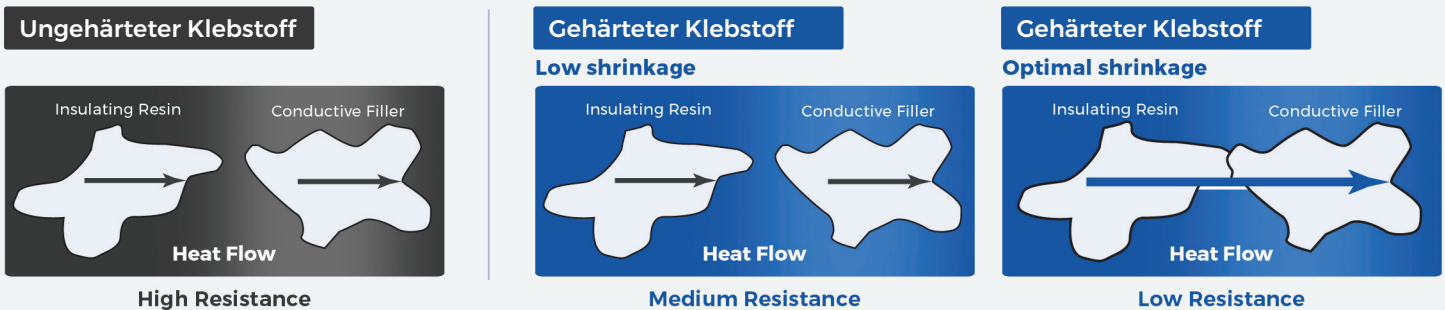 Ungehärteter Klebstoff
Insulating Resin
Conductive Filler
Heat Flow
High Resistance
Gehärteter Klebstoff
Low shrinkage
Insulating Resin
Conductive Filler
Heat Flow
Medium Resistance
Gehärteter Klebstoff
Optimal shrinkage
Insulating Resin
Conductive Filler
Heat Flow
Low Resistance